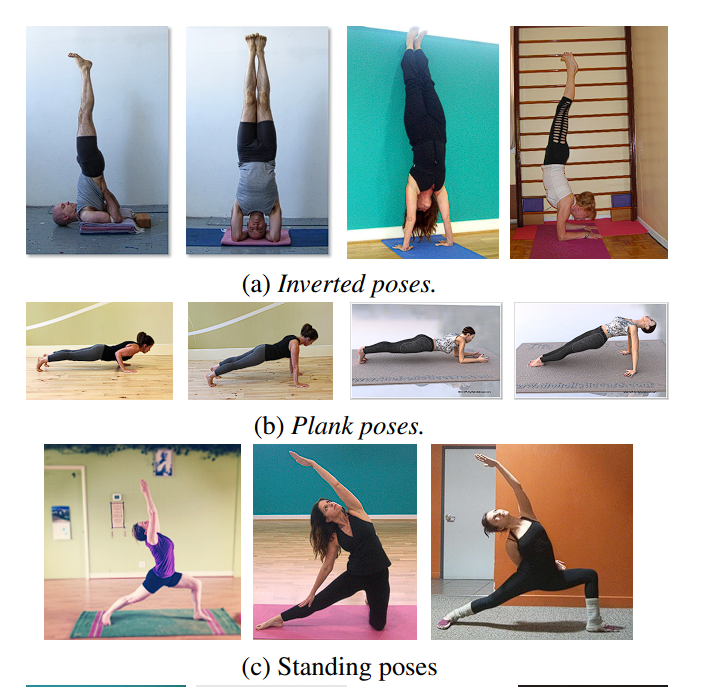 (a) Inverted poses.
(b) Plank poses.
(c) Standing poses